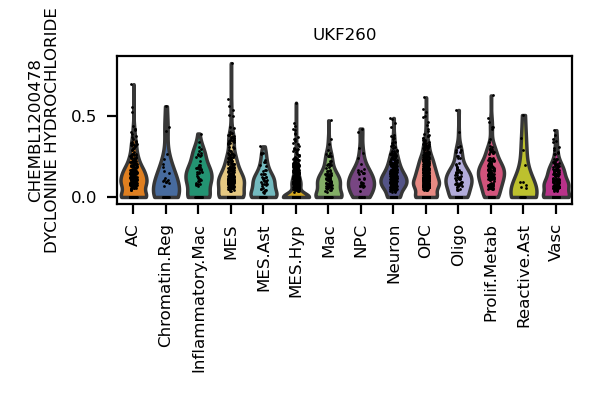 UKF260
CHEMBL1200478
DYCLONINE HYDROCHLORIDE
0.5
0.0
AC
Chromatin.Reg
Inflammatory.Mac
MES
MES.Ast
MES.Hyp
Mac
NPC
Neuron
OPC
Oligo
Prolif.Metab
Reactive.Ast
Vasc